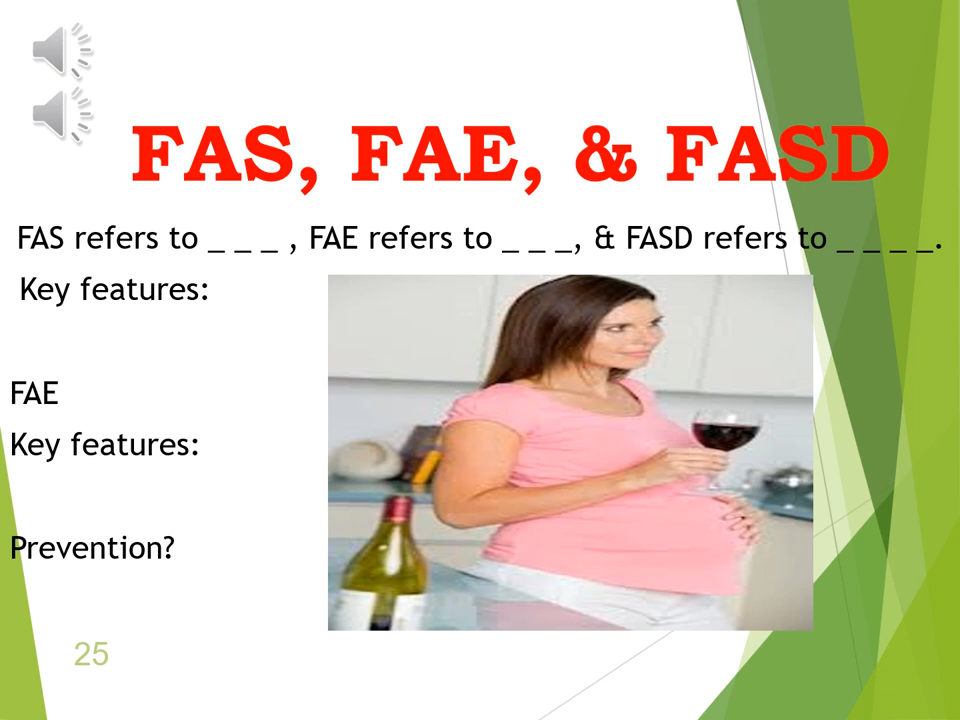 FAS, FAE, & FASD
FAS refers to _ _ _ , FAE refers to _ _ _, & FASD refers to _ _ _ _.
Key features:
FAE
Key features:
Prevention?
25